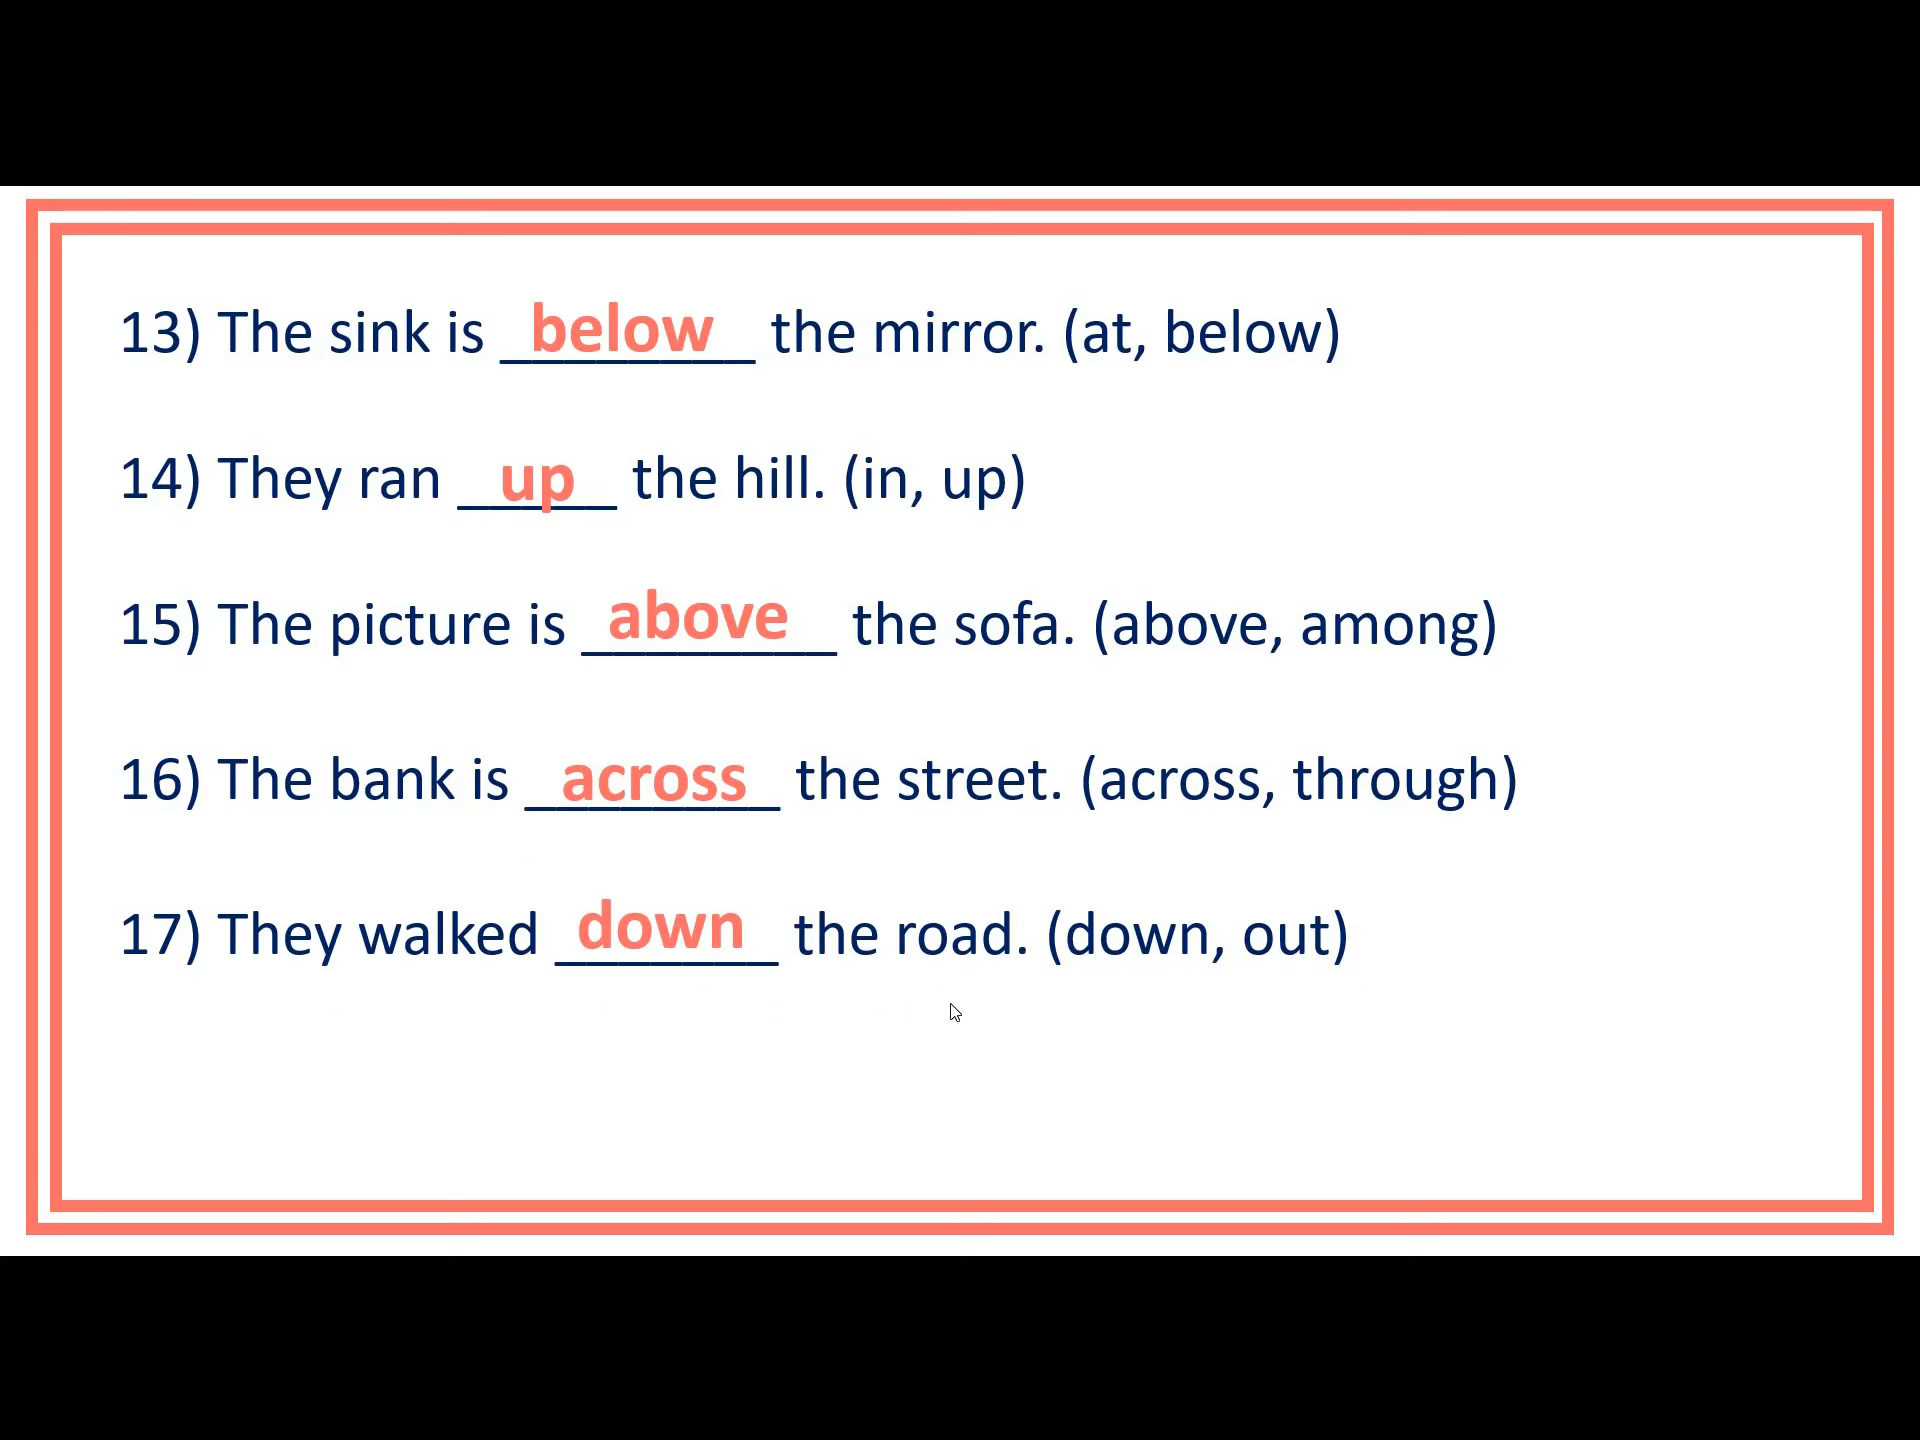 13) The sink is below the mirror. (at, below)
14) They ran up the hill. (in, up)
15) The picture is above the sofa. (above, among)
16) The bank is across the street. (across, through)
17) They walked down the road. (down, out)